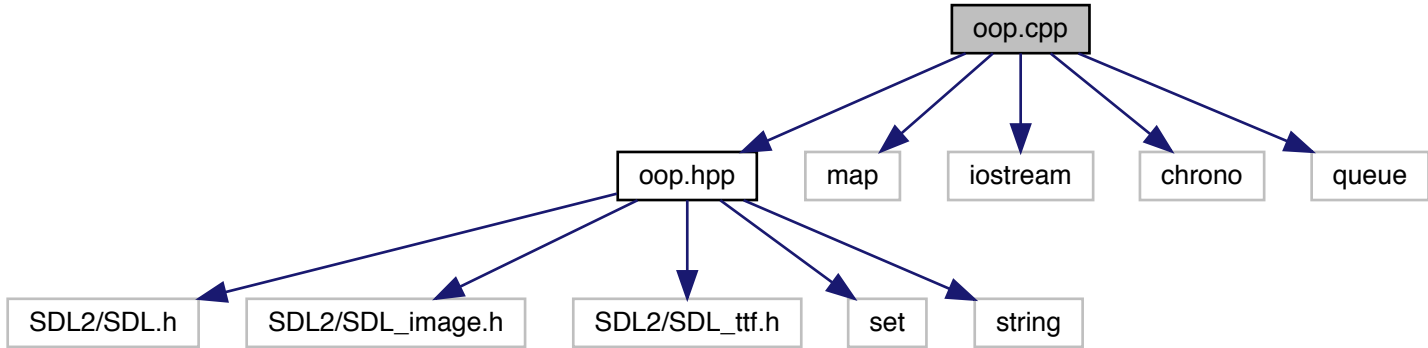 oop.cpp
oop.hpp
map
iostream
chrono
queue
SDL2/SDL.h
SDL2/SDL_image.h
SDL2/SDL_ttf.h
set
string